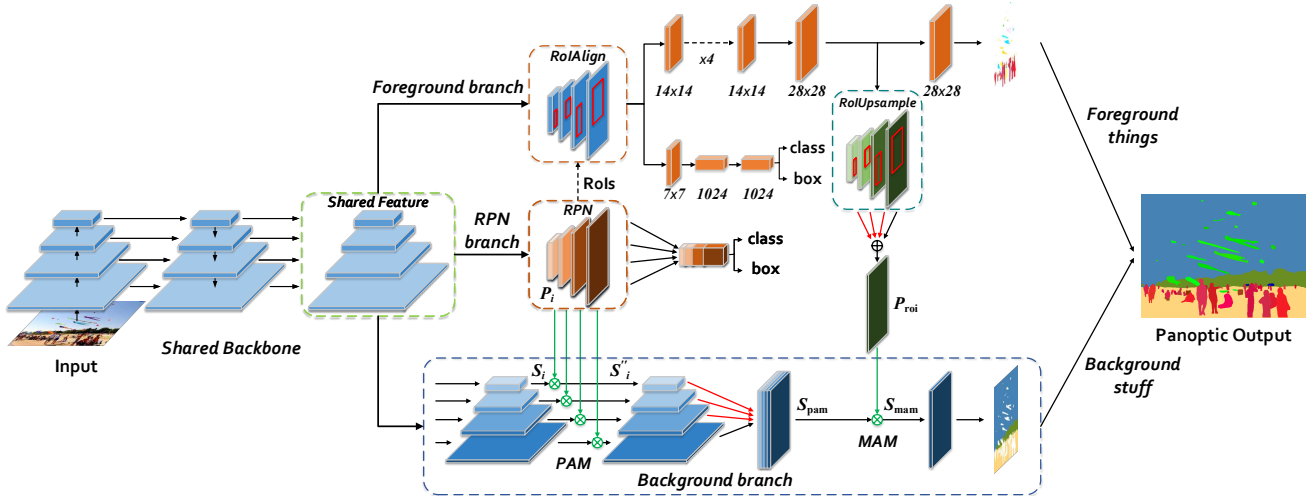 RoIAlign
Foreground branch
14x14
x4
14x14
28x28
28x28
RoIUpsample
Foreground
things
class
box
7x7
1024
1024
RoIs
Shared Feature
RPN
branch
RPN
class
box
P_i
P_roi
Input
Shared Backbone
Panoptic Output
Background
stuff
S_i
S''_i
S_pam
S_mam
PAM
MAM
Background branch